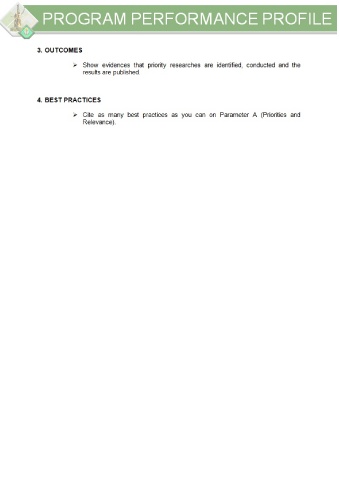 PROGRAM PERFORMANCE PROFILE
3. OUTCOMES
➢ Show evidences that priority researches are identified, conducted and the
results are published.
4. BEST PRACTICES
➢ Cite as many best practices as you can on Parameter A (Priorities and
Relevance).